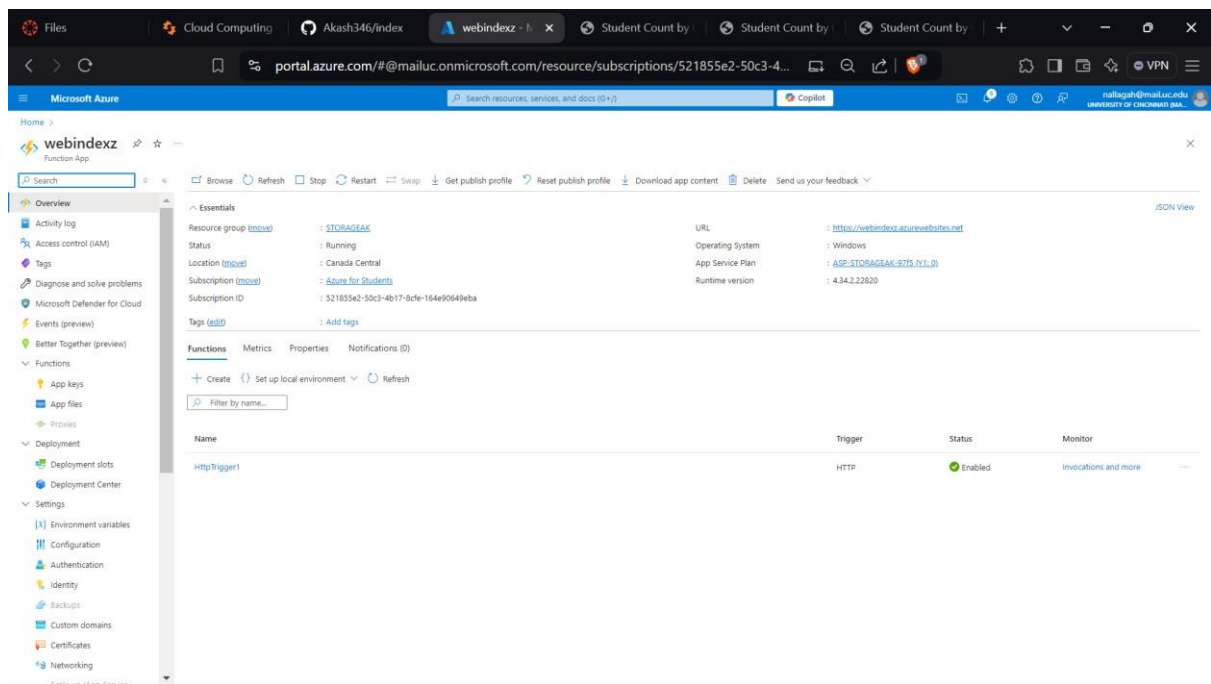 Files
Cloud Computing
Akash346/index
webindexz - M
Student Count by
Student Count by
Student Count by
portal.azure.com/#@mailuc.onmicrosoft.com/resource/subscriptions/521855e2-50c3-4...
VPN
Microsoft Azure
Search resources, services, and docs (G+/)
Copilot
nallagah@mail.uc.edu
UNIVERSITY OF CINCINNATI (MA...
Home >
webindexz
Function App
Search
Browse Refresh Stop Restart Swap Get publish profile Reset publish profile Download app content Delete Send us your feedback
Overview
Activity log
Access control (IAM)
Tags
Diagnose and solve problems
Microsoft Defender for Cloud
Events (preview)
Better Together (preview)
Functions
App keys
App files
Proxies
Deployment
Deployment slots
Deployment Center
Settings
Environment variables
Configuration
Authentication
Identity
Backups
Custom domains
Certificates
Networking
Essentials
JSON View
Resource group (move) : STORAGEAK
Status : Running
Location (move) : Canada Central
Subscription (move) : Azure for Students
Subscription ID : 521855e2-50c3-4b17-8cfe-164e90649eba
Tags (edit) : Add tags
URL : https://webindexz.azurewebsites.net
Operating System : Windows
App Service Plan : ASP-STORAGEAK-97f5 (Y1: 0)
Runtime version : 4.34.2.22820
Functions Metrics Properties Notifications (0)
Create Set up local environment Refresh
Filter by name...
Name Trigger Status Monitor
HttpTrigger1 HTTP Enabled Invocations and more